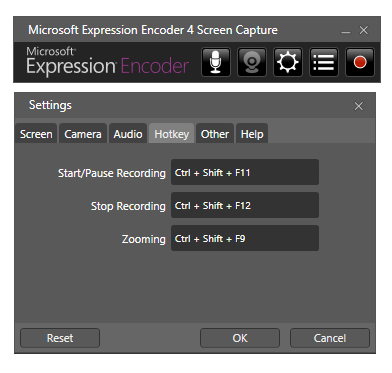 Microsoft Expression Encoder 4 Screen Capture
Microsoft®
Expression Encoder
Settings
Screen Camera Audio Hotkey Other Help
Start/Pause Recording Ctrl + Shift + F11
Stop Recording Ctrl + Shift + F12
Zooming Ctrl + Shift + F9
Reset OK Cancel